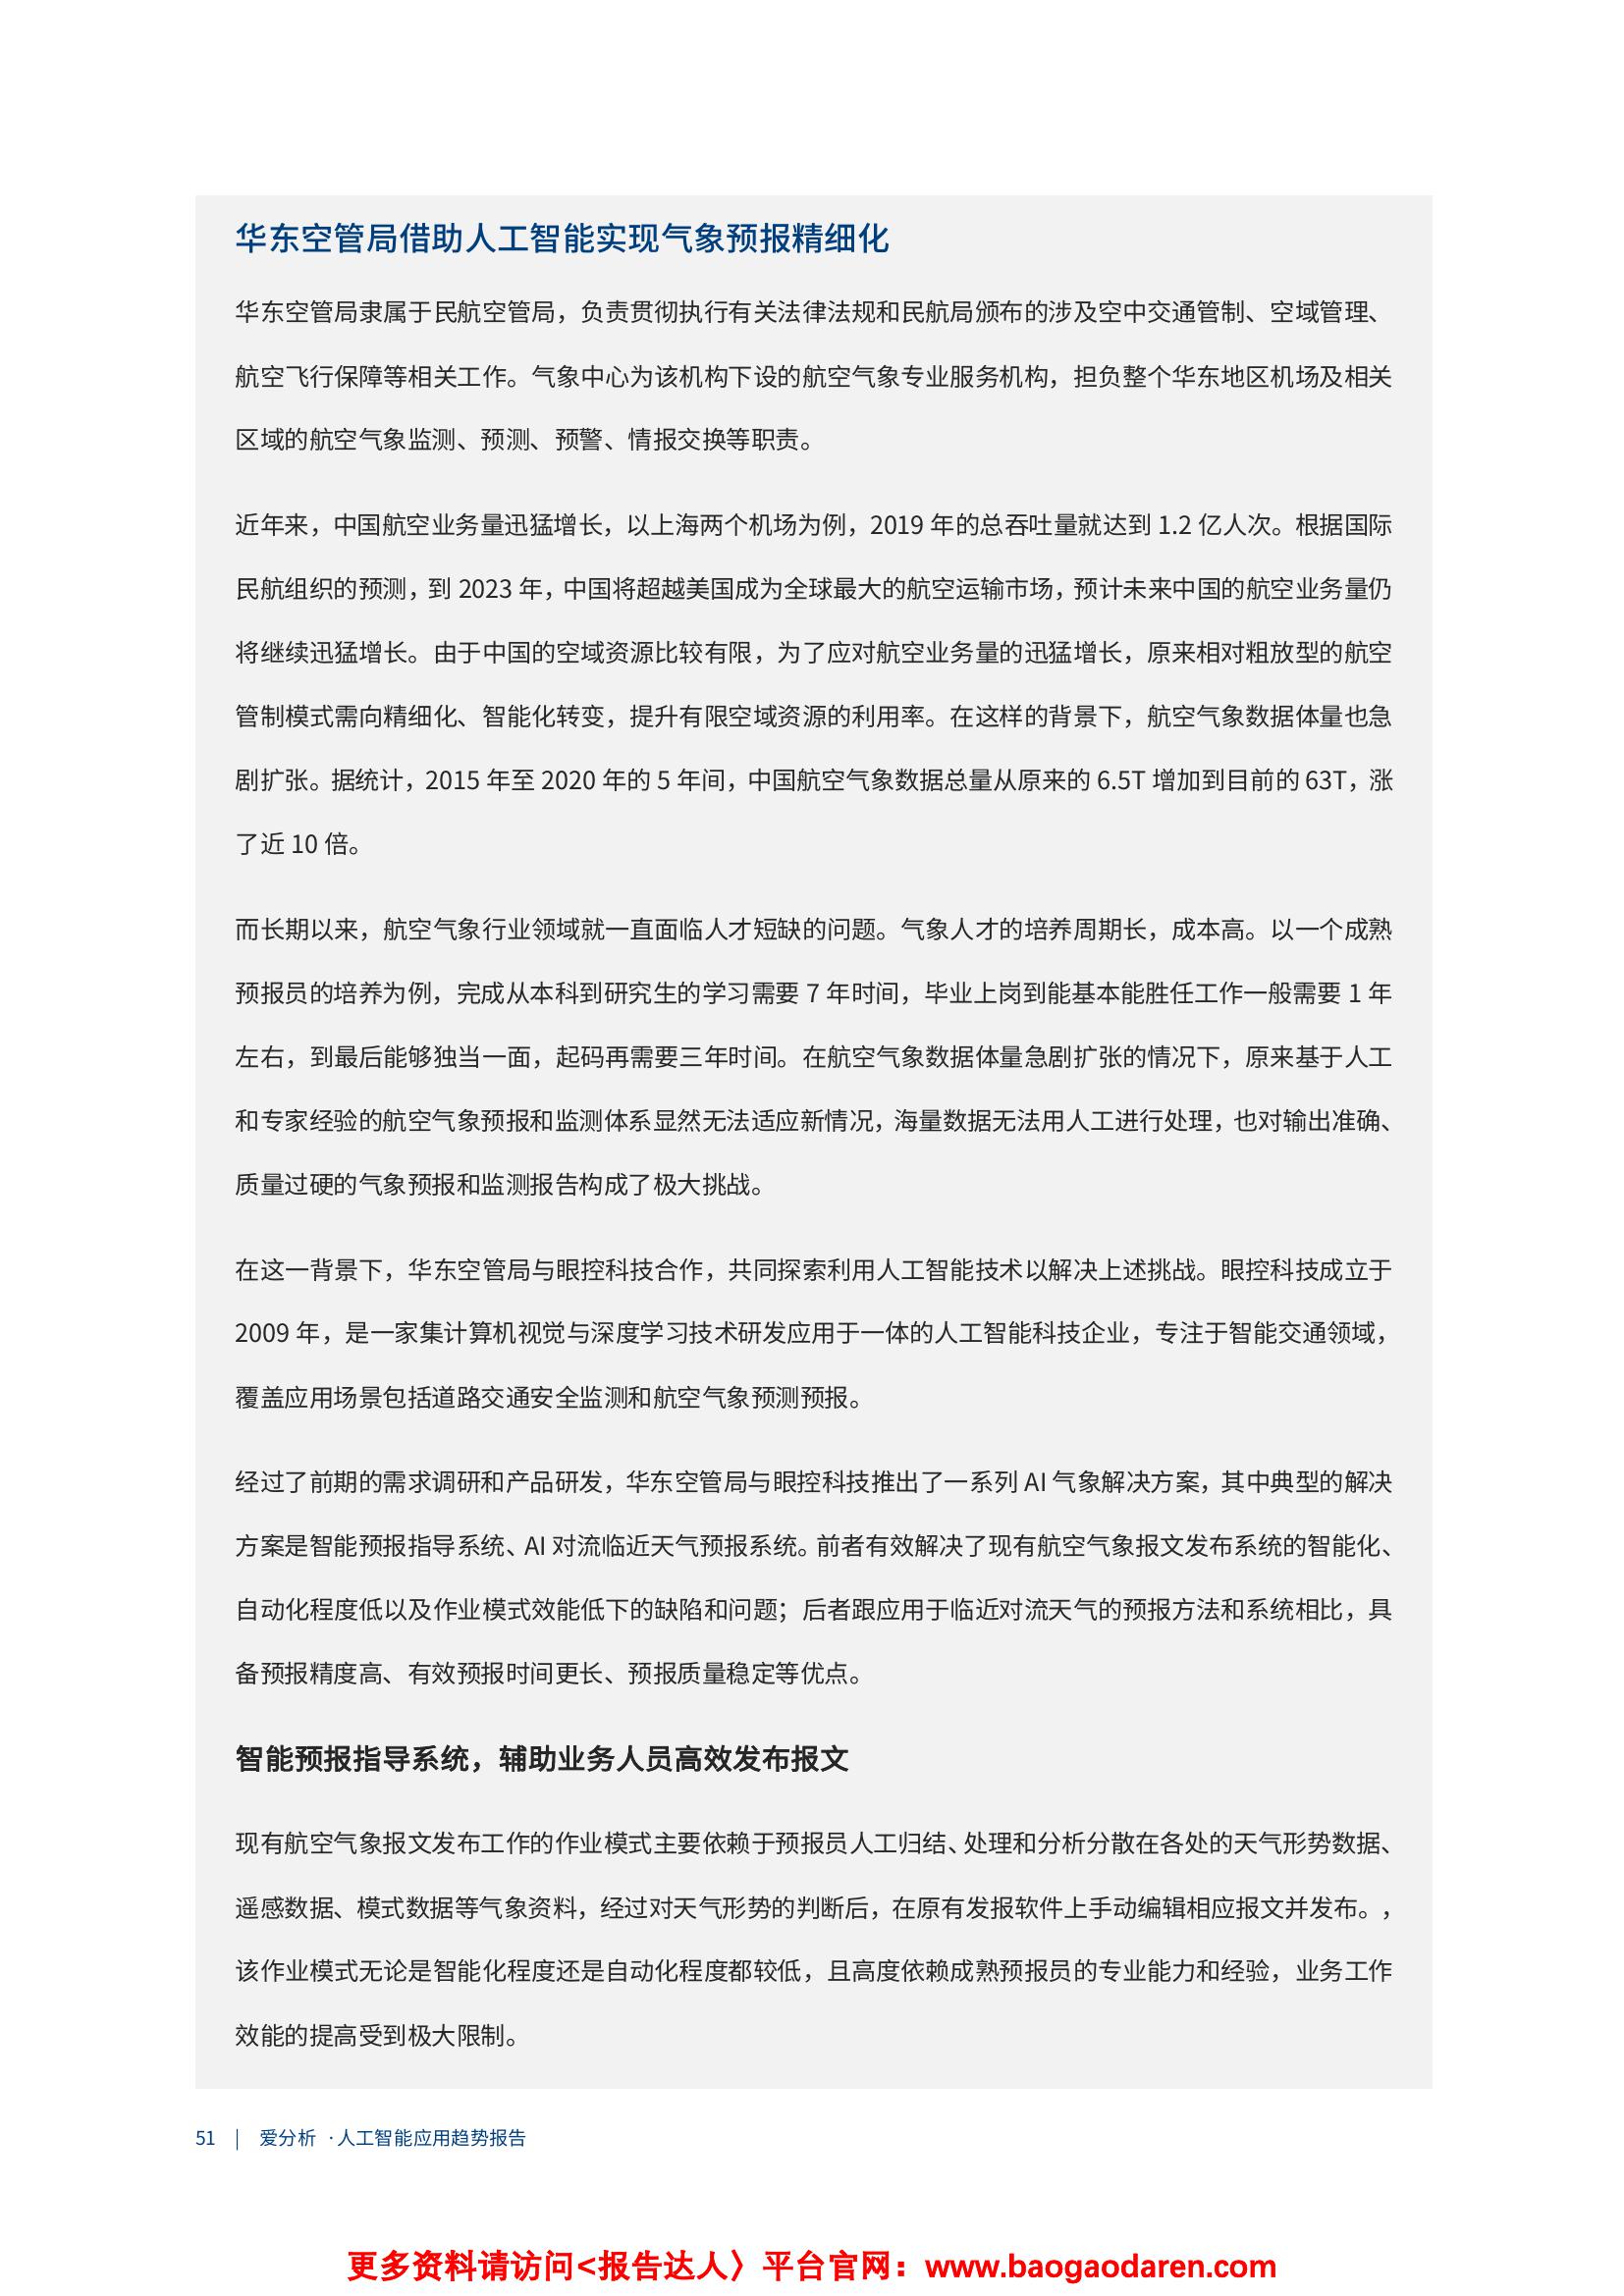 华东空管局借助人工智能实现气象预报精细化
华东空管局隶属于民航空管局，负责贯彻执行有关法律法规和民航局颁布的涉及空中交通管制、空域管理、
航空飞行保障等相关工作。气象中心为该机构下设的航空气象专业服务机构，担负整个华东地区机场及相关
区域的航空气象监测、预测、预警、情报交换等职责。
近年来，中国航空业务量迅猛增长，以上海两个机场为例，2019 年的总吞吐量就达到 1.2 亿人次。根据国际
民航组织的预测，到 2023 年，中国将超越美国成为全球最大的航空运输市场，预计未来中国的航空业务量仍
将继续迅猛增长。由于中国的空域资源比较有限，为了应对航空业务量的迅猛增长，原来相对粗放型的航空
管制模式需向精细化、智能化转变，提升有限空域资源的利用率。在这样的背景下，航空气象数据体量也急
剧扩张。据统计，2015 年至 2020 年的 5 年间，中国航空气象数据总量从原来的 6.5T 增加到目前的 63T，涨
了近 10 倍。
而长期以来，航空气象行业领域就一直面临人才短缺的问题。气象人才的培养周期长，成本高。以一个成熟
预报员的培养为例，完成从本科到研究生的学习需要 7 年时间，毕业上岗到能基本能胜任工作一般需要 1 年
左右，到最后能够独当一面，起码再需要三年时间。在航空气象数据体量急剧扩张的情况下，原来基于人工
和专家经验的航空气象预报和监测体系显然无法适应新情况，海量数据无法用人工进行处理，也对输出准确、
质量过硬的气象预报和监测报告构成了极大挑战。
在这一背景下，华东空管局与眼控科技合作，共同探索利用人工智能技术以解决上述挑战。眼控科技成立于
2009 年，是一家集计算机视觉与深度学习技术研发应用于一体的人工智能科技企业，专注于智能交通领域，
覆盖应用场景包括道路交通安全监测和航空气象预测预报。
经过了前期的需求调研和产品研发，华东空管局与眼控科技推出了一系列 AI 气象解决方案，其中典型的解决
方案是智能预报指导系统、AI 对流临近天气预报系统。前者有效解决了现有航空气象报文发布系统的智能化、
自动化程度低以及作业模式效能低下的缺陷和问题；后者跟应用于临近对流天气的预报方法和系统相比，具
备预报精度高、有效预报时间更长、预报质量稳定等优点。
智能预报指导系统，辅助业务人员高效发布报文
现有航空气象报文发布工作的作业模式主要依赖于预报员人工归结、处理和分析分散在各处的天气形势数据、
遥感数据、模式数据等气象资料，经过对天气形势的判断后，在原有发报软件上手动编辑相应报文并发布。，
该作业模式无论是智能化程度还是自动化程度都较低，且高度依赖成熟预报员的专业能力和经验，业务工作
效能的提高受到极大限制。
51 | 爱分析 ·人工智能应用趋势报告
更多资料请访问<报告达人〉平台官网：www.baogaodaren.com